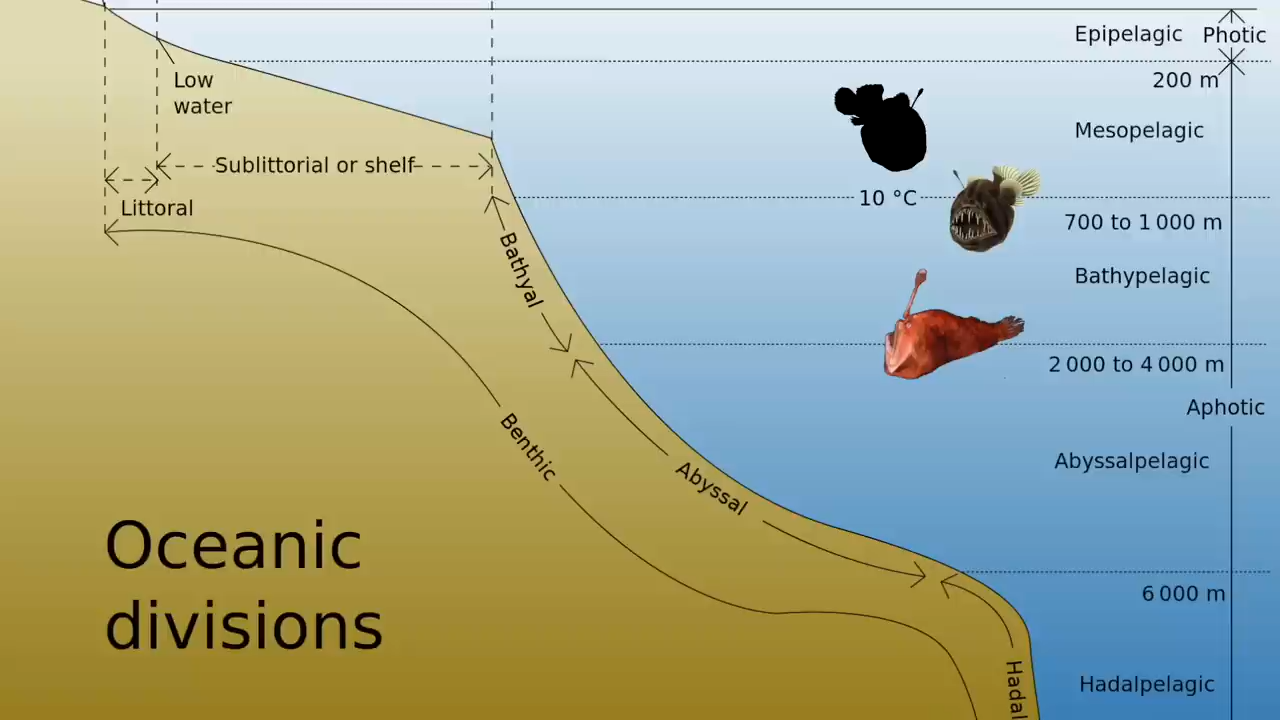 Epipelagic
Photic
200 m
Low
water
Mesopelagic
Sublittorial or shelf
10 °C
Littoral
700 to 1 000 m
Bathyal
Bathypelagic
2 000 to 4 000 m
Aphotic
Benthic
Abyssal
Abyssalpelagic
Oceanic
divisions
6 000 m
Hadal
Hadalpelagic